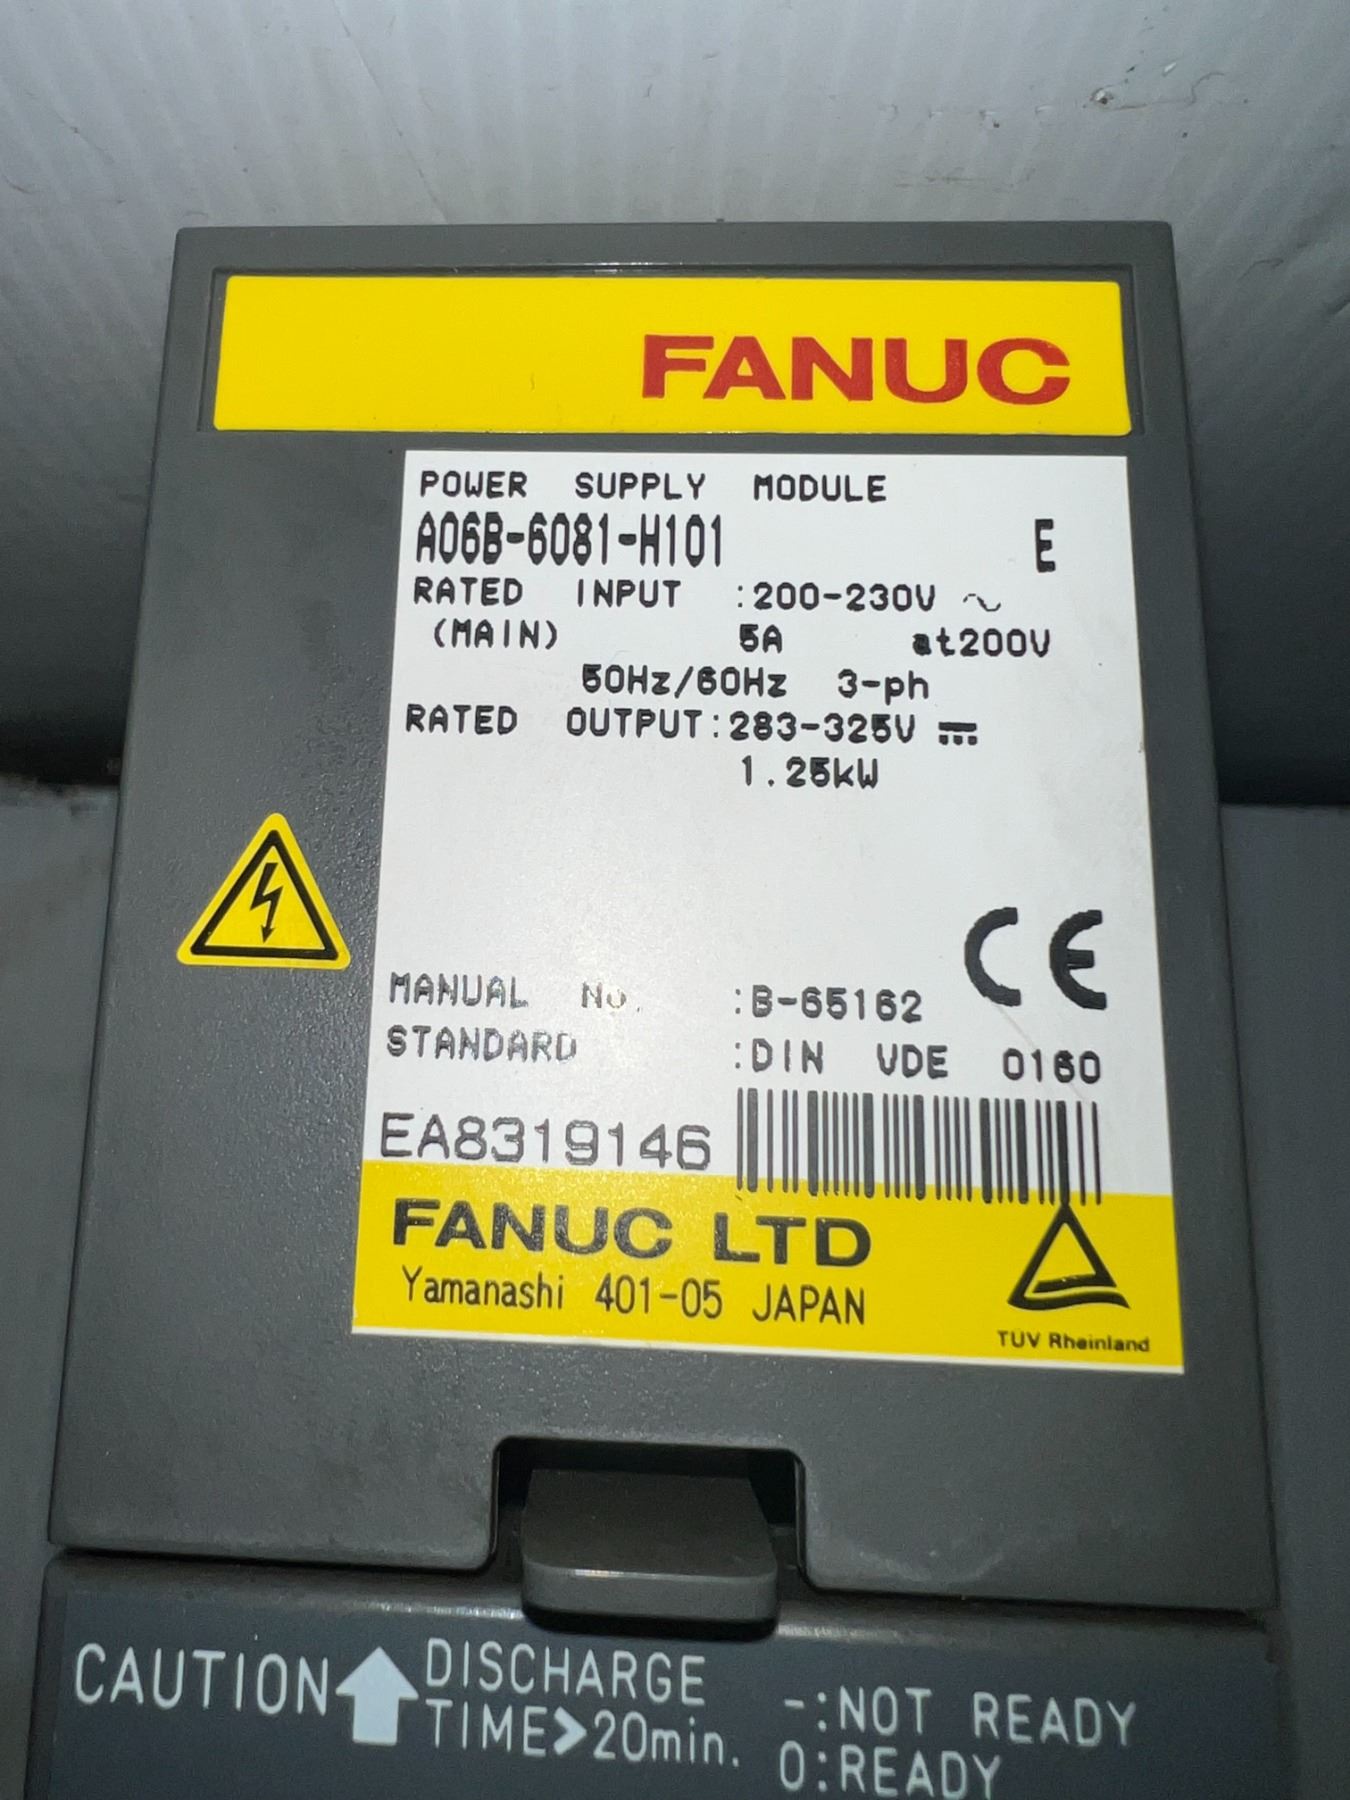 FANUC
POWER SUPPLY MODULE
A06B-6081-H101 E
RATED INPUT :200-230V ∿
(MAIN) 5A at200V
50Hz/60Hz 3-ph
RATED OUTPUT:283-325V ⎓
1.25kW
CE
MANUAL No. :B-65162
STANDARD :DIN VDE 0160
EA8319146
FANUC LTD
Yamanashi 401-05 JAPAN
TÜV Rheinland
CAUTION DISCHARGE
TIME>20min.
-:NOT READY
0:READY